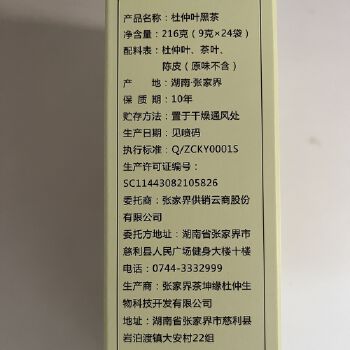 产品名称：杜仲叶黑茶
净含量：216克（9克×24袋）
配料表：杜仲叶、茶叶、
陈皮（原味不含）
产 地：湖南·张家界
保 质 期：10年
贮存方法：置于干燥通风处
生产日期：见喷码
执行标准：Q/ZCKY0001S
生产许可证编号：
SC11443082105826
委托商：张家界供销云商股份
有限公司
委托方地址：湖南省张家界市
慈利县人民广场健身大楼十楼
电话：0744-3332999
生产商：张家界茶坤缘杜仲生
物科技开发有限公司
地址：湖南省张家界市慈利县
岩泊渡镇大安村22组